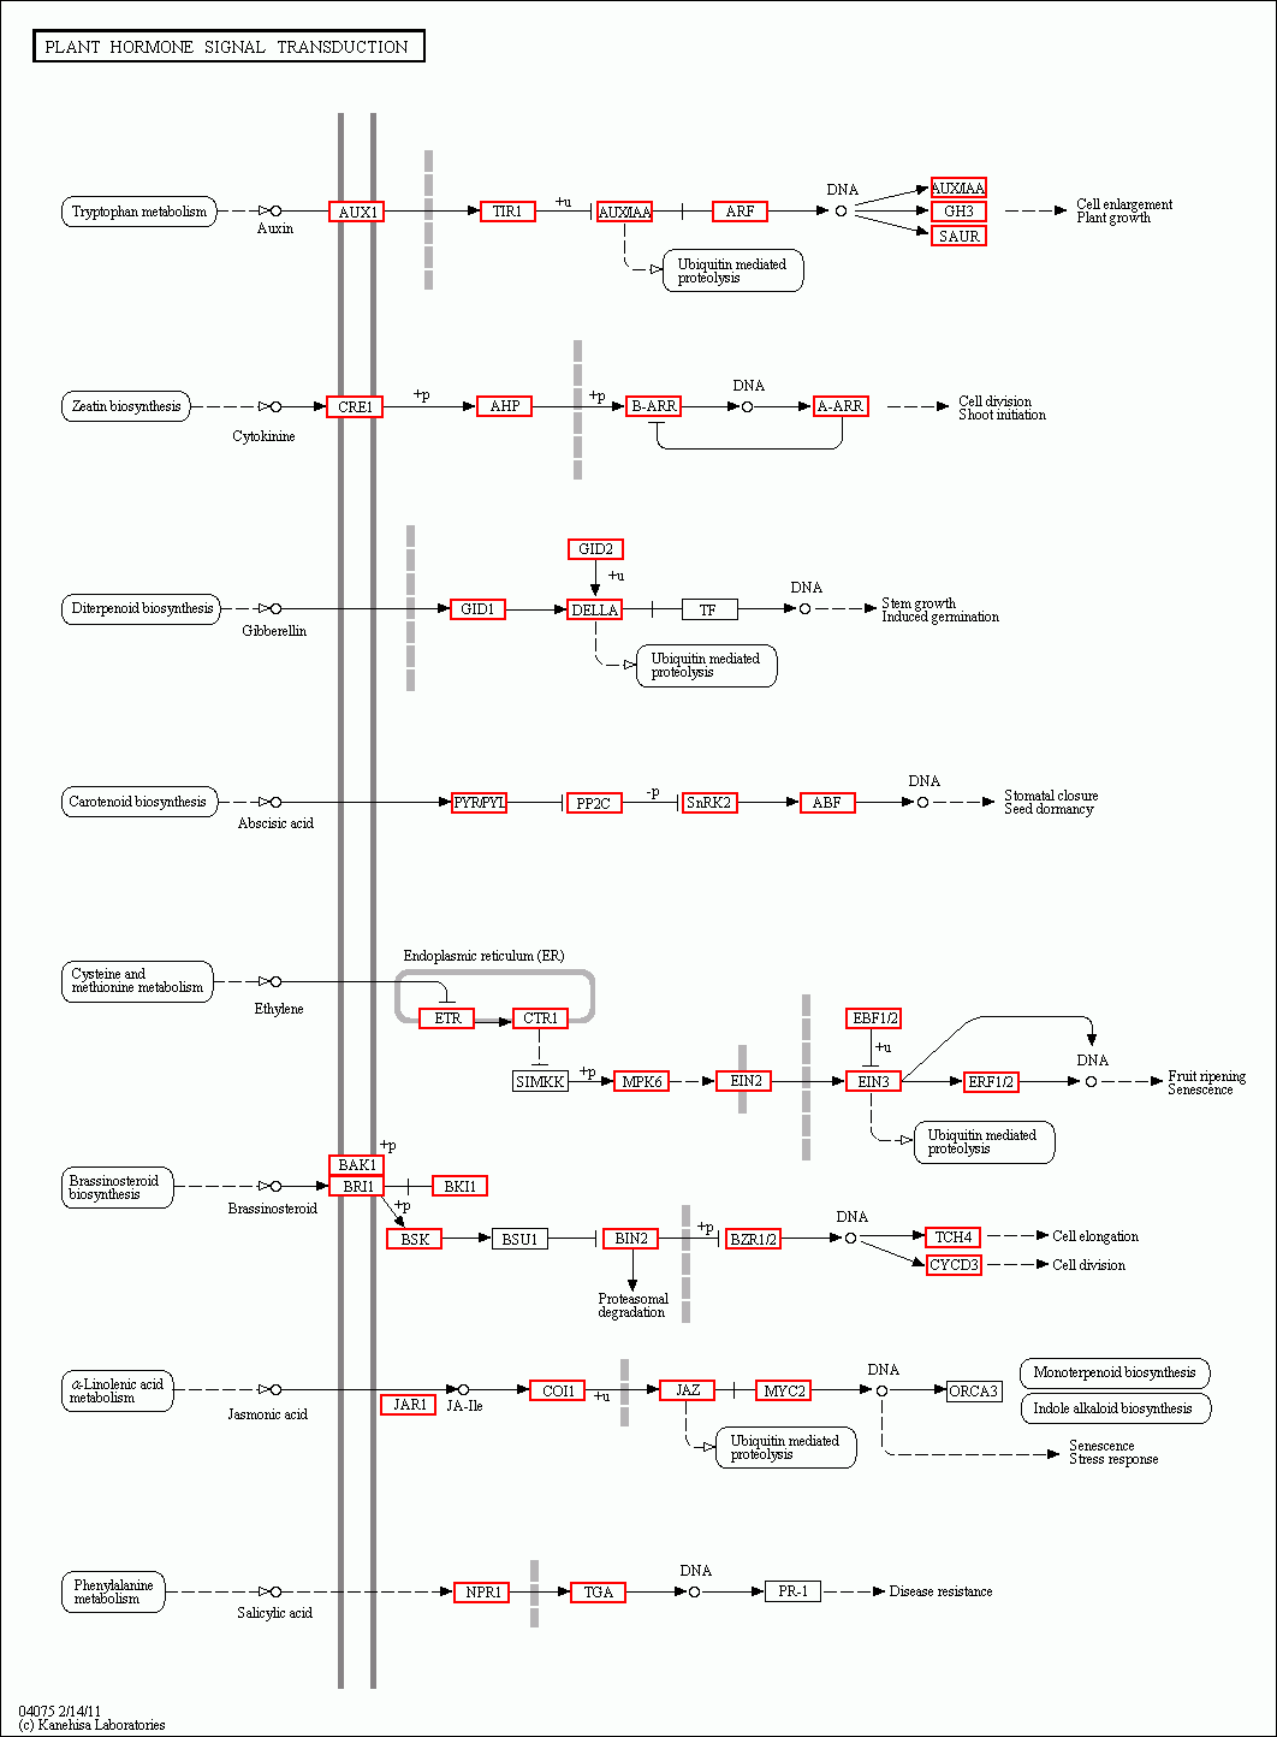 PLANT HORMONE SIGNAL TRANSDUCTION
Tryptophan metabolism
Auxin
AUX1
TIR1
+u
AUX/IAA
ARF
DNA
AUX/IAA
GH3
SAUR
Cell enlargement
Plant growth
Ubiquitin mediated
proteolysis
Zeatin biosynthesis
Cytokinine
CRE1
+p
AHP
+p
B-ARR
DNA
A-ARR
Cell division
Shoot initiation
GID2
+u
Diterpenoid biosynthesis
Gibberellin
GID1
DELLA
TF
DNA
Stem growth
Induced germination
Ubiquitin mediated
proteolysis
Carotenoid biosynthesis
Abscisic acid
PYR/PYL
PP2C
-p
SnRK2
ABF
DNA
Stomatal closure
Seed dormancy
Endoplasmic reticulum (ER)
Cysteine and
methionine metabolism
Ethylene
ETR
CTR1
SIMKK
+p
MPK6
EIN2
EBF1/2
+u
EIN3
ERF1/2
DNA
Fruit ripening
Senescence
Ubiquitin mediated
proteolysis
+p
BAK1
Brassinosteroid
biosynthesis
Brassinosteroid
BRI1
BKI1
+p
BSK
BSU1
BIN2
+p
BZR1/2
DNA
TCH4
Cell elongation
CYCD3
Cell division
Proteasomal
degradation
α-Linolenic acid
metabolism
Jasmonic acid
JAR1
JA-Ile
COI1
+u
JAZ
MYC2
DNA
ORCA3
Monoterpenoid biosynthesis
Indole alkaloid biosynthesis
Ubiquitin mediated
proteolysis
Senescence
Stress response
Phenylalanine
metabolism
Salicylic acid
NPR1
TGA
DNA
PR-1
Disease resistance
04075 2/14/11
(c) Kanehisa Laboratories